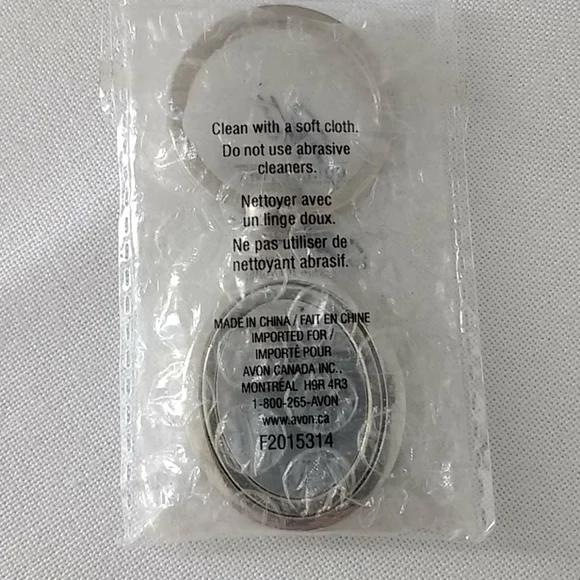 Clean with a soft cloth.
Do not use abrasive
cleaners.
Nettoyer avec
un linge doux.
Ne pas utiliser de
nettoyant abrasif.
MADE IN CHINA / FAIT EN CHINE
IMPORTED FOR /
IMPORTÉ POUR
AVON CANADA INC.,
MONTRÉAL H9R 4R3
1-800-265-AVON
www.avon.ca
F2015314